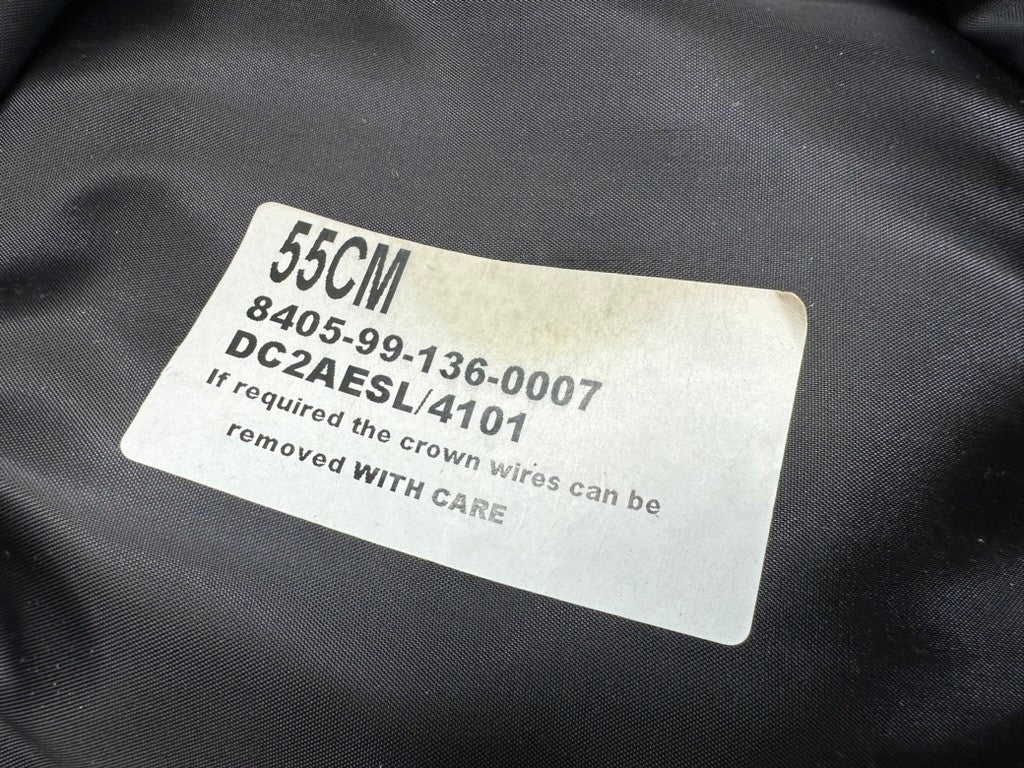 55CM
8405-99-136-0007
DC2AESL/4101
If required the crown wires can be
removed WITH CARE